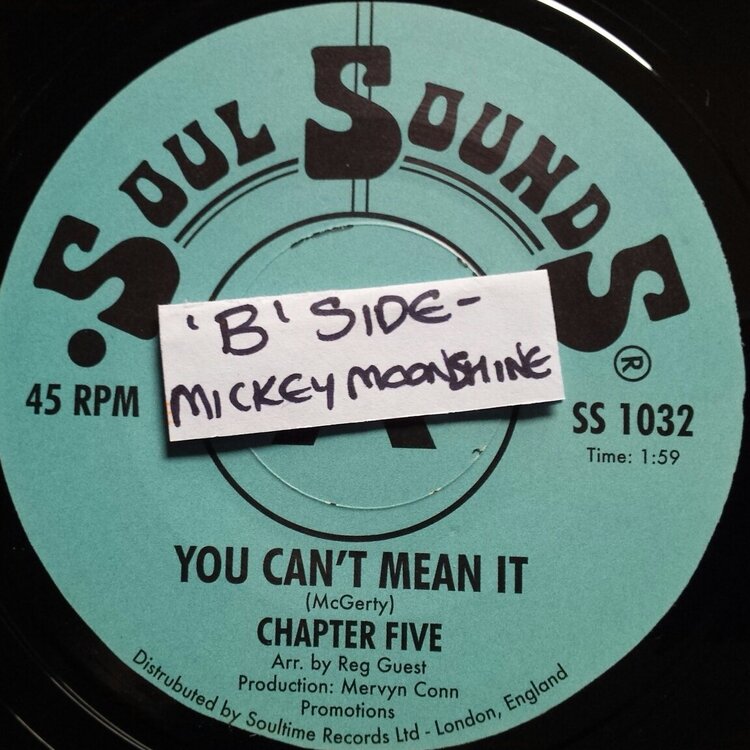 SOUL SOUNDS
'B' SIDE-
MICKEY MOONSHINE
45 RPM
®
SS 1032
Time: 1:59
YOU CAN'T MEAN IT
(McGerty)
CHAPTER FIVE
Arr. by Reg Guest
Production: Mervyn Conn
Promotions
Distrubuted by Soultime Records Ltd - London, England